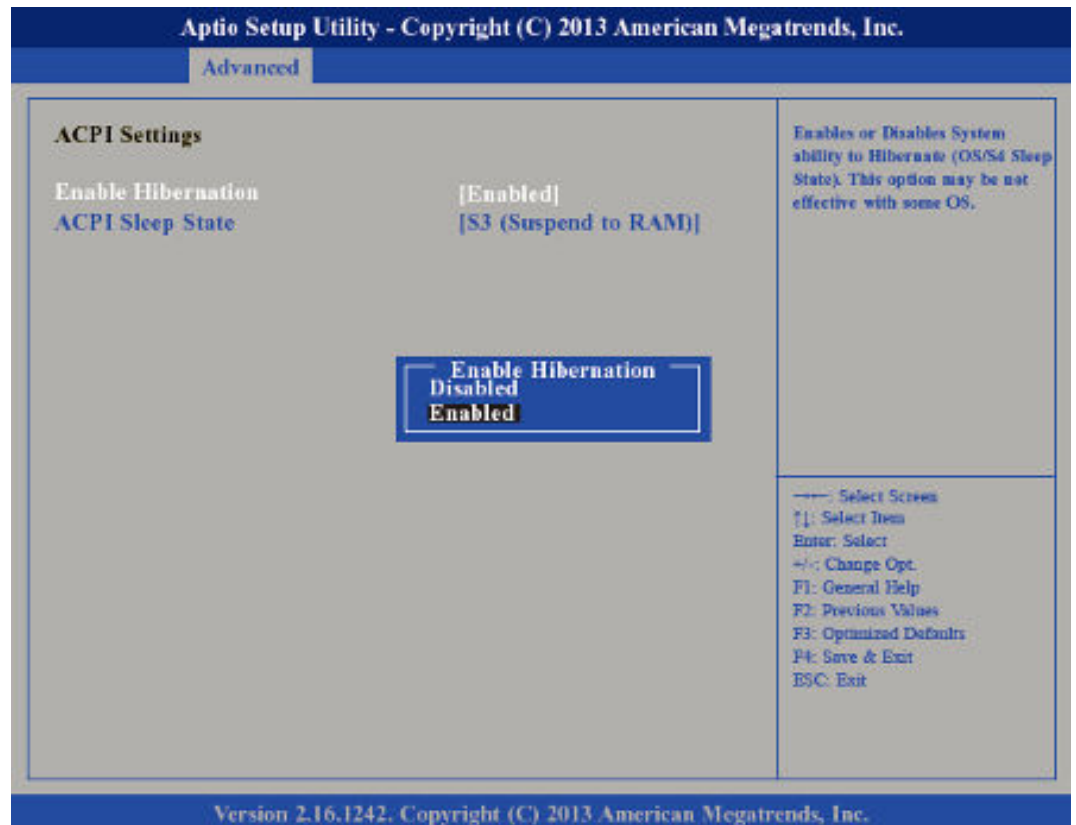 Aptio Setup Utility - Copyright (C) 2013 American Megatrends, Inc.
Advanced
ACPI Settings
Enable Hibernation [Enabled]
ACPI Sleep State [S3 (Suspend to RAM)]
Enable Hibernation
Disabled
Enabled
Enables or Disables System
ability to Hibernate (OS/S4 Sleep
State). This option may be not
effective with some OS.
→←: Select Screen
↑↓: Select Item
Enter: Select
+/-: Change Opt.
F1: General Help
F2: Previous Values
F3: Optimized Defaults
F4: Save & Exit
ESC: Exit
Version 2.16.1242. Copyright (C) 2013 American Megatrends, Inc.